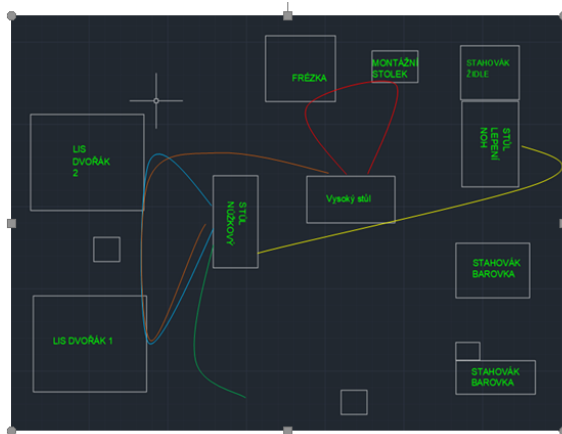 FRÉZKA
MONTÁŽNÍ
STOLEK
STAHOVÁK
ŽIDLE
STŮL
LEPENÍ
NOH
LIS
DVOŘÁK
2
STŮL
NŮŽKOVÝ
Vysoký stůl
STAHOVÁK
BAROVKA
LIS DVOŘÁK 1
STAHOVÁK
BAROVKA